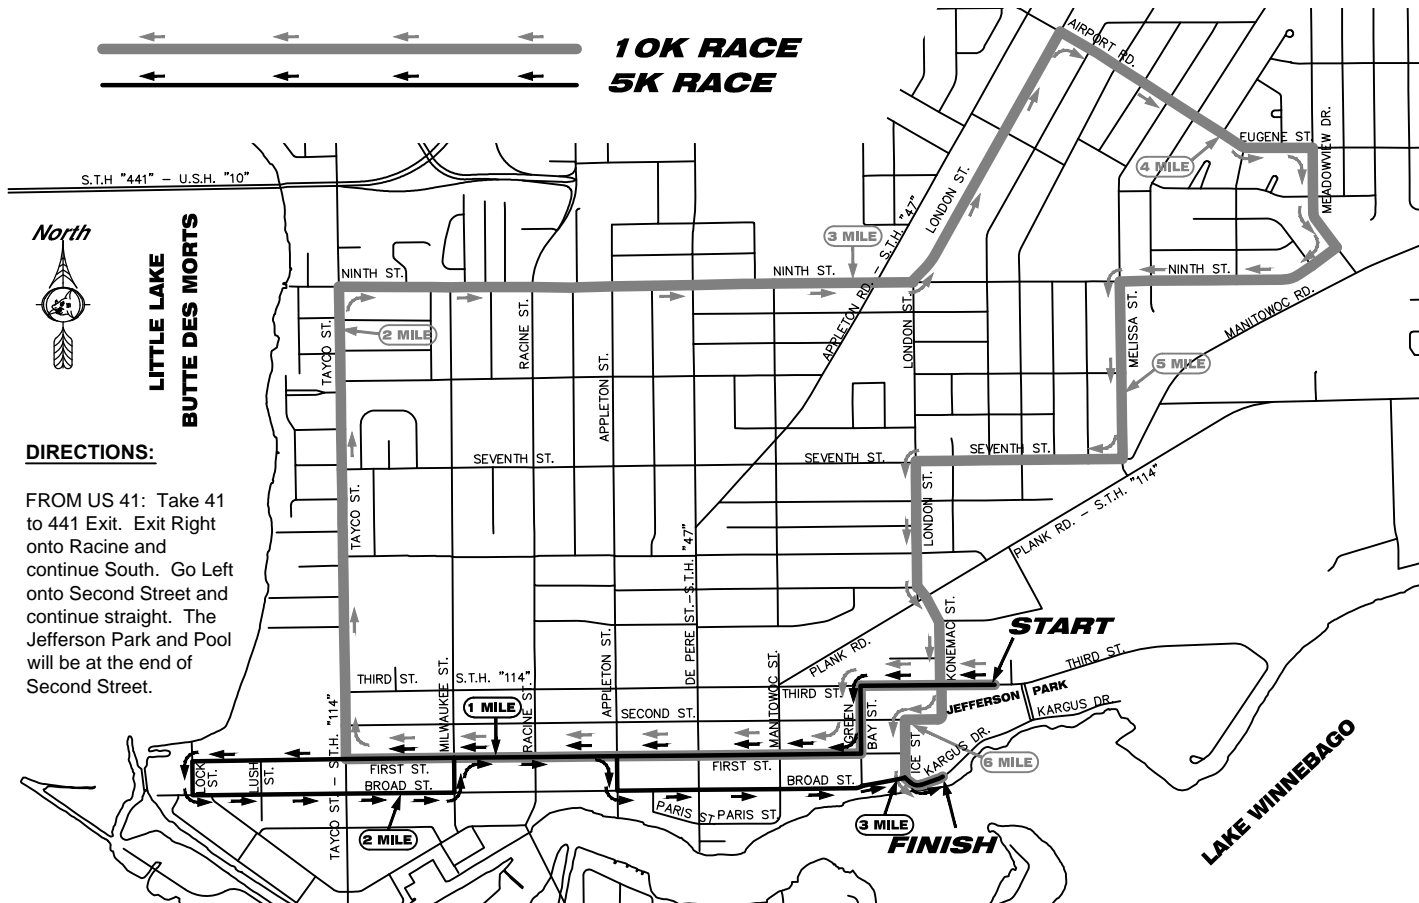 10K RACE
5K RACE
AIRPORT RD.
EUGENE ST.
MEADOWVIEW DR.
4 MILE
S.T.H "441" – U.S.H. "10"
North
LITTLE LAKE
BUTTE DES MORTS
LONDON ST.
3 MILE
NINTH ST.
NINTH ST.
NINTH ST.
APPLETON RD. – S.T.H. "47"
MANITOWOC RD.
TAYCO ST.
2 MILE
RACINE ST.
APPLETON ST.
LONDON ST.
MELISSA ST.
5 MILE
DIRECTIONS:
FROM US 41: Take 41
to 441 Exit. Exit Right
onto Racine and
continue South. Go Left
onto Second Street and
continue straight. The
Jefferson Park and Pool
will be at the end of
Second Street.
SEVENTH ST.
SEVENTH ST.
SEVENTH ST.
TAYCO ST.
LONDON ST.
PLANK RD. – S.T.H. "114"
DE PERE ST.–S.T.H. "47"
KONEMAC ST.
START
PLANK RD.
THIRD ST.
THIRD ST.
S.T.H. "114"
THIRD ST.
MILWAUKEE ST.
RACINE ST.
APPLETON ST.
MANITOWOC ST.
GREEN
BAY ST.
JEFFERSON
PARK
KARGUS DR.
1 MILE
SECOND ST.
TAYCO ST. – S.T.H. "114"
ICE ST.
KARGUS DR.
6 MILE
LOCK
ST.
LUSH
ST.
FIRST ST.
BROAD ST.
FIRST ST.
BROAD ST.
PARIS ST.
PARIS ST.
2 MILE
3 MILE
FINISH
LAKE WINNEBAGO